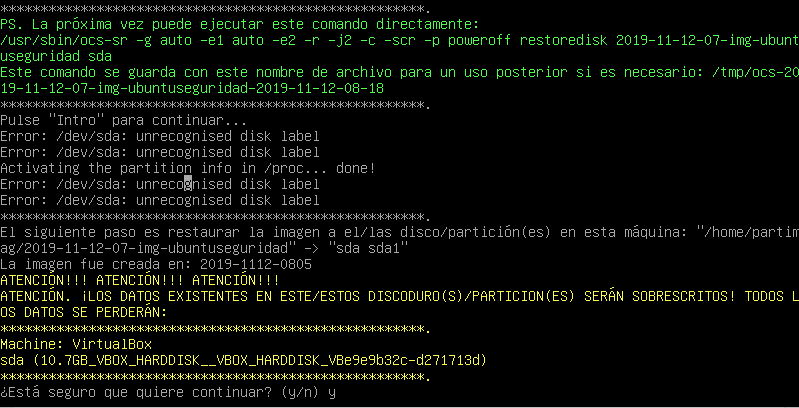 *****************************************************.
PS. La próxima vez puede ejecutar este comando directamente:
/usr/sbin/ocs-sr -g auto -e1 auto -e2 -r -j2 -c -scr -p poweroff restoredisk 2019-11-12-07-img-ubunt
useguridad sda
Este comando se guarda con este nombre de archivo para un uso posterior si es necesario: /tmp/ocs-20
19-11-12-07-img-ubuntuseguridad-2019-11-12-08-18
*****************************************************.
Pulse "Intro" para continuar...
Error: /dev/sda: unrecognised disk label
Error: /dev/sda: unrecognised disk label
Activating the partition info in /proc... done!
Error: /dev/sda: unrecognised disk label
Error: /dev/sda: unrecognised disk label
*****************************************************.
El siguiente paso es restaurar la imagen a el/las disco/partición(es) en esta máquina: "/home/partim
ag/2019-11-12-07-img-ubuntuseguridad" -> "sda sda1"
La imagen fue creada en: 2019-1112-0805
ATENCIÓN!!! ATENCIÓN!!! ATENCIÓN!!!
ATENCIÓN. ¡LOS DATOS EXISTENTES EN ESTE/ESTOS DISCODURO(S)/PARTICION(ES) SERÁN SOBRESCRITOS! TODOS L
OS DATOS SE PERDERÁN:
*****************************************************.
Machine: VirtualBox
sda (10.7GB_VBOX_HARDDISK__VBOX_HARDDISK_VBe9e9b32c-d271713d)
*****************************************************.
¿Está seguro que quiere continuar? (y/n) y